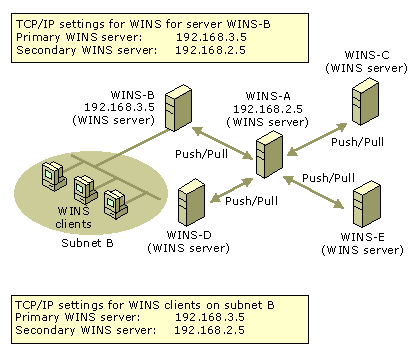 TCP/IP settings for WINS for server WINS-B
Primary WINS server: 192.168.3.5
Secondary WINS server: 192.168.2.5
WINS-C
(WINS server)
WINS-B
192.168.3.5
(WINS server)
WINS-A
192.168.2.5
(WINS server)
Push/Pull
Push/Pull
WINS
clients
Subnet B
Push/Pull
Push/Pull
WINS-D
(WINS server)
WINS-E
(WINS server)
TCP/IP settings for WINS clients on subnet B
Primary WINS server: 192.168.3.5
Secondary WINS server: 192.168.2.5